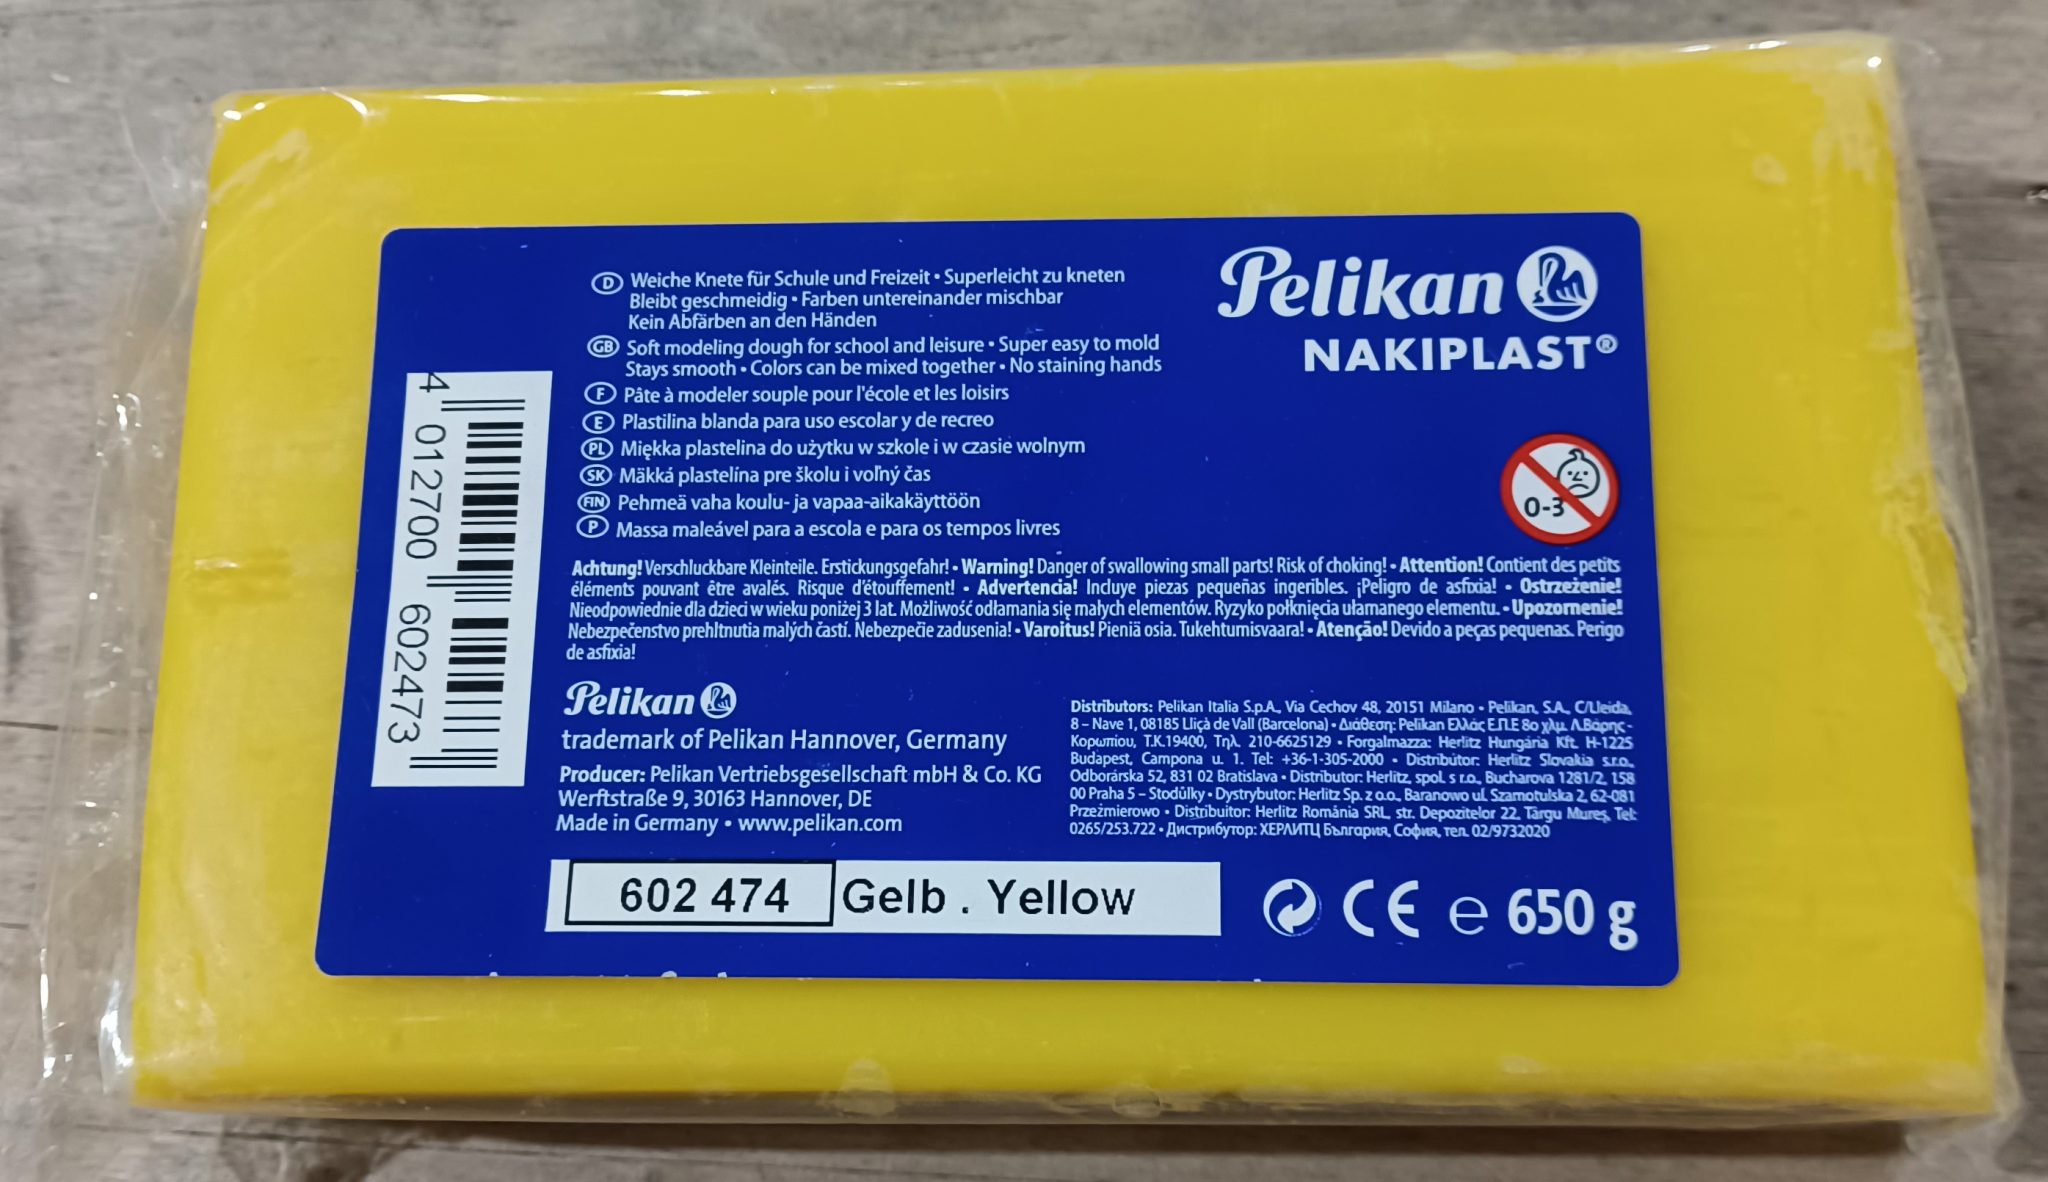 Pelikan
NAKIPLAST®
D Weiche Knete für Schule und Freizeit • Superleicht zu kneten
Bleibt geschmeidig • Farben untereinander mischbar
Kein Abfärben an den Händen
GB Soft modeling dough for school and leisure • Super easy to mold
Stays smooth • Colors can be mixed together • No staining hands
F Pâte à modeler souple pour l'école et les loisirs
E Plastilina blanda para uso escolar y de recreo
PL Miękka plastelina do użytku w szkole i w czasie wolnym
SK Mäkká plastelína pre školu i voľný čas
FIN Pehmeä vaha koulu- ja vapaa-aikakäyttöön
P Massa maleável para a escola e para os tempos livres
0-3
4 012700 602473
Achtung! Verschluckbare Kleinteile. Erstickungsgefahr! • Warning! Danger of swallowing small parts! Risk of choking! • Attention! Contient des petits
éléments pouvant être avalés. Risque d'étouffement! • Advertencia! Incluye piezas pequeñas ingeribles. ¡Peligro de asfixia! • Ostrzeżenie!
Nieodpowiednie dla dzieci w wieku poniżej 3 lat. Możliwość odłamania się małych elementów. Ryzyko połknięcia ułamanego elementu. • Upozornenie!
Nebezpečenstvo prehltnutia malých častí. Nebezpečie zadusenia! • Varoitus! Pieniä osia. Tukehtumisvaara! • Atenção! Devido a peças pequenas. Perigo
de asfixia!
Pelikan
trademark of Pelikan Hannover, Germany
Producer: Pelikan Vertriebsgesellschaft mbH & Co. KG
Werftstraße 9, 30163 Hannover, DE
Made in Germany • www.pelikan.com
Distributors: Pelikan Italia S.p.A., Via Cechov 48, 20151 Milano • Pelikan, S.A., C/Lleida,
8 – Nave 1, 08185 Lliçà de Vall (Barcelona) • Διάθεση: Pelikan Ελλάς Ε.Π.Ε 8ο χλμ. Λ.Βάρης -
Κορωπίου, Τ.Κ.19400, Τηλ. 210-6625129 • Forgalmazza: Herlitz Hungária Kft. H-1225
Budapest, Campona u. 1. Tel: +36-1-305-2000 • Distribútor: Herlitz Slovakia s.r.o.,
Odborárska 52, 831 02 Bratislava • Distributor: Herlitz, spol. s r.o., Bucharova 1281/2, 158
00 Praha 5 – Stodůlky • Dystrybutor: Herlitz Sp. z o.o., Baranowo ul. Szamotulska 2, 62-081
Przeźmierowo • Distribuitor: Herlitz România SRL, str. Depozitelor 22, Târgu Mureş, Tel:
0265/253.722 • Дистрибутор: ХЕРЛИТЦ България, София, тел. 02/9732020
602 474 Gelb . Yellow
CE e 650 g